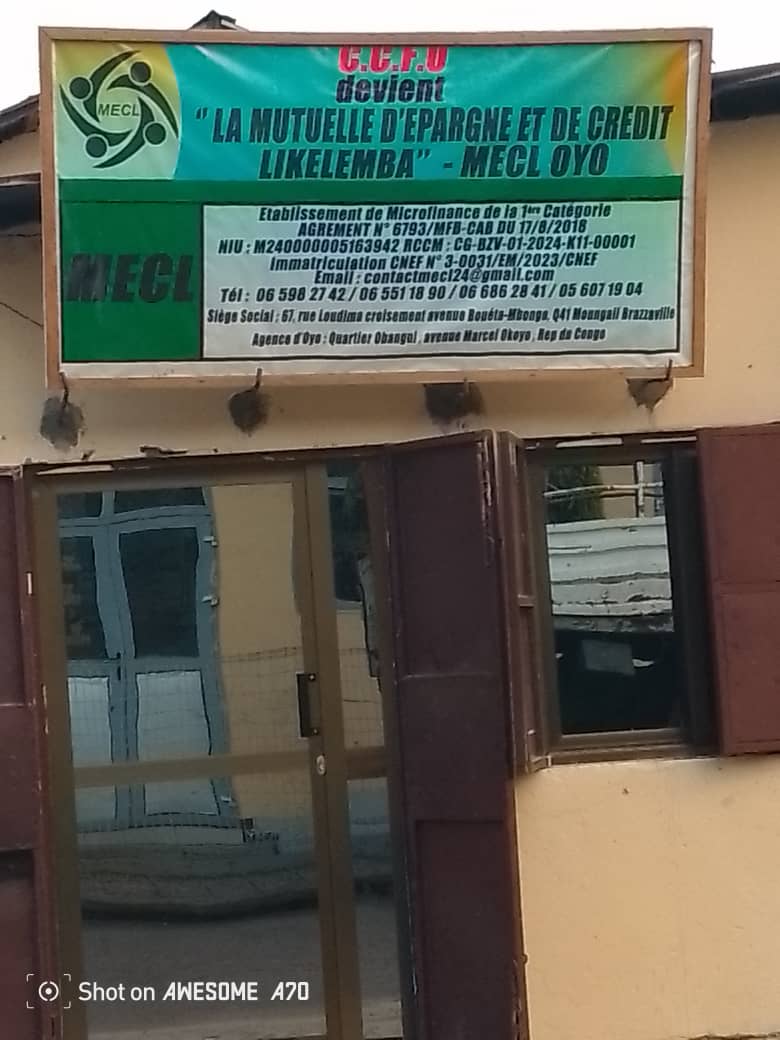 C.C.F.O
devient
"LA MUTUELLE D'EPARGNE ET DE CREDIT
LIKELEMBA" - MECL OYO
MECL
MECL
Etablissement de Microfinance de la 1ère Catégorie
AGREMENT N° 6793/MFB-CAB DU 17/8/2018
NIU : M240000005163942 RCCM : CG-BZV-01-2024-K11-00001
Immatriculation CNEF N° 3-0031/EM/2023/CNEF
Email : contactmecl24@gmail.com
Tél : 06 598 27 42 / 06 551 18 90 / 06 686 28 41 / 05 607 19 04
Siège Social : 67, rue Loudima croisement avenue Bouéta-Mbongo, Q41 Moungali Brazzaville
Agence d'Oyo : Quartier Obangui , avenue Marcel Okoyo , Rep du Congo
Shot on AWESOME A70